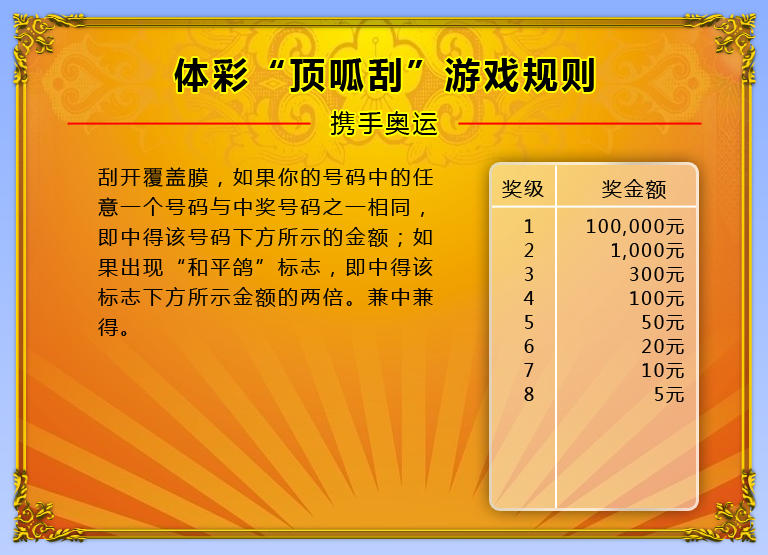 体彩“顶呱刮”游戏规则
携手奥运
刮开覆盖膜，如果你的号码中的任
意一个号码与中奖号码之一相同，
即中得该号码下方所示的金额；如
果出现“和平鸽”标志，即中得该
标志下方所示金额的两倍。兼中兼
得。
奖级 奖金额
1 100,000元
2 1,000元
3 300元
4 100元
5 50元
6 20元
7 10元
8 5元